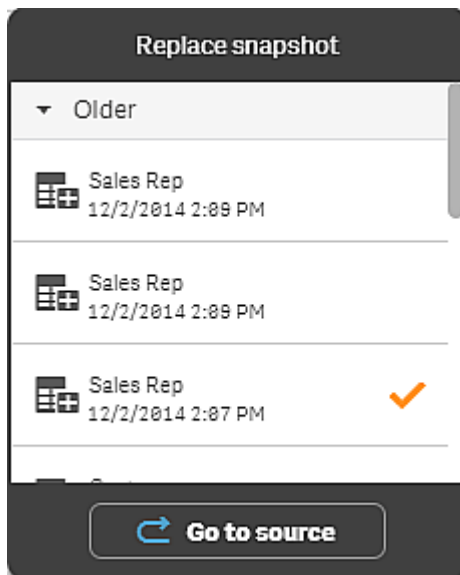 Replace snapshot
Older
Sales Rep
12/2/2014 2:09 PM
Sales Rep
12/2/2014 2:09 PM
Sales Rep
12/2/2014 2:07 PM
Go to source